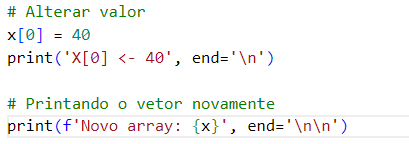 # Alterar valor
x[0] = 40
print('X[0] <- 40', end='\n')
# Printando o vetor novamente
print(f'Novo array: {x}', end='\n\n')